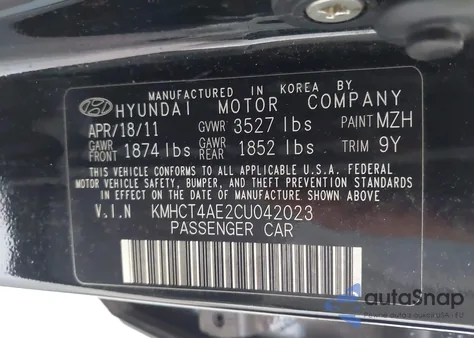 MANUFACTURED IN KOREA BY
HYUNDAI MOTOR COMPANY
APR/18/11 GVWR 3527 lbs PAINT MZH
GAWR FRONT 1874 lbs GAWR REAR 1852 lbs TRIM 9Y
THIS VEHICLE CONFORMS TO ALL APPLICABLE U.S.A. FEDERAL
MOTOR VEHICLE SAFETY, BUMPER, AND THEFT PREVENTION STANDARDS
IN EFFECT ON THE DATE OF MANUFACTURE SHOWN ABOVE.
V.I.N KMHCT4AE2CU042023
PASSENGER CAR
autoSnap